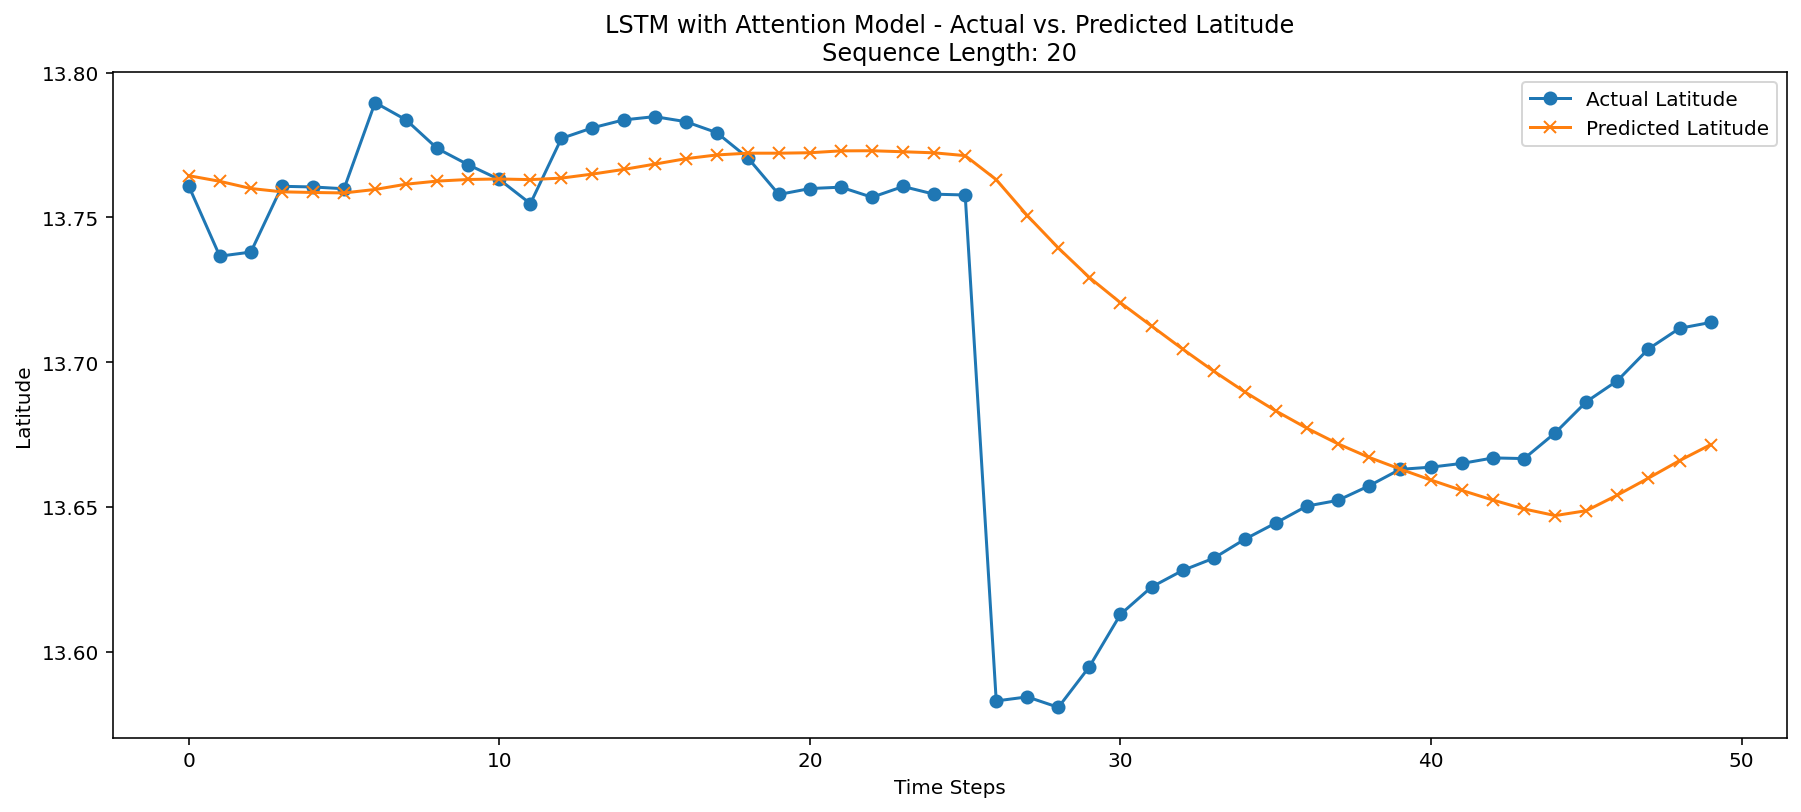 LSTM with Attention Model - Actual vs. Predicted Latitude
Sequence Length: 20
Actual Latitude
Predicted Latitude
13.80
13.75
13.70
13.65
13.60
Latitude
0 10 20 30 40 50
Time Steps